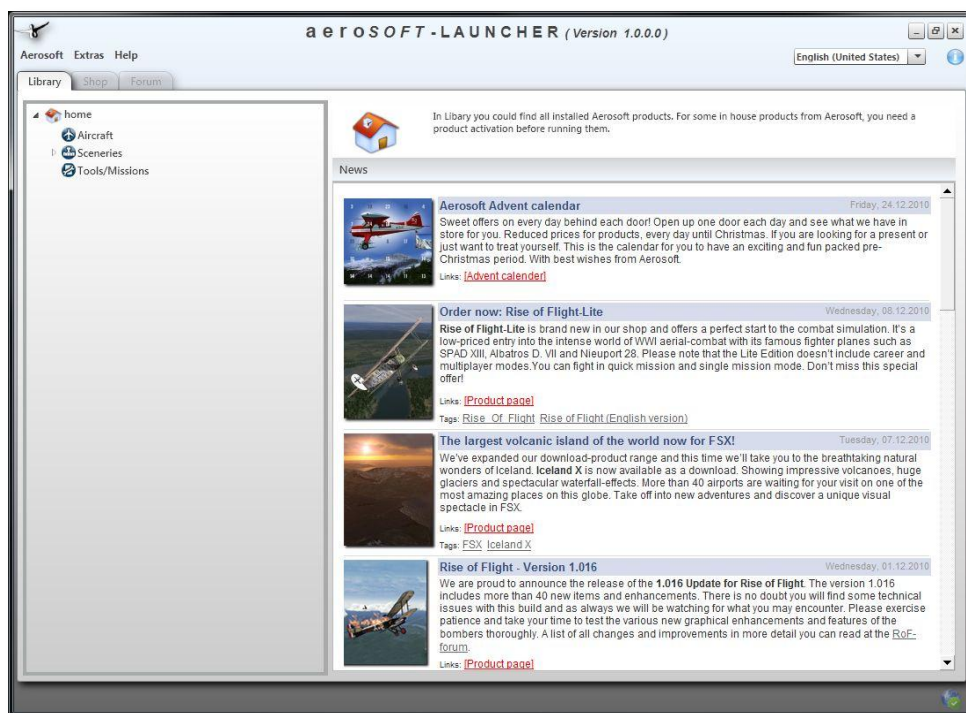 aeroSOFT-LAUNCHER (Version 1.0.0.0)
Aerosoft Extras Help
English (United States)
Library Shop Forum
home
Aircraft
Sceneries
Tools/Missions
In Libary you could find all installed Aerosoft products. For some in house products from Aerosoft, you need a
product activation before running them.
News
Aerosoft Advent calendar Friday, 24.12.2010
Sweet offers on every day behind each door! Open up one door each day and see what we have in
store for you. Reduced prices for products, every day until Christmas. If you are looking for a present or
just want to treat yourself. This is the calendar for you to have an exciting and fun packed pre-
Christmas period. With best wishes from Aerosoft.
Links: [Advent calender]
Order now: Rise of Flight-Lite Wednesday, 08.12.2010
Rise of Flight-Lite is brand new in our shop and offers a perfect start to the combat simulation. It's a
low-priced entry into the intense world of WWI aerial-combat with its famous fighter planes such as
SPAD XIII, Albatros D. VII and Nieuport 28. Please note that the Lite Edition doesn't include career and
multiplayer modes.You can fight in quick mission and single mission mode. Don't miss this special
offer!
Links: [Product page]
Tags: Rise_Of_Flight Rise of Flight (English version)
The largest volcanic island of the world now for FSX! Tuesday, 07.12.2010
We've expanded our download-product range and this time we'll take you to the breathtaking natural
wonders of Iceland. Iceland X is now available as a download. Showing impressive volcanoes, huge
glaciers and spectacular waterfall-effects. More than 40 airports are waiting for your visit on one of the
most amazing places on this globe. Take off into new adventures and discover a unique visual
spectacle in FSX.
Links: [Product page]
Tags: FSX Iceland X
Rise of Flight - Version 1.016 Wednesday, 01.12.2010
We are proud to announce the release of the 1.016 Update for Rise of Flight. The version 1.016
includes more than 40 new items and enhancements. There is no doubt you will find some technical
issues with this build and as always we will be watching for what you may encounter. Please exercise
patience and take your time to test the various new graphical enhancements and features of the
bombers thoroughly. A list of all changes and improvements in more detail you can read at the RoF-
forum.
Links: [Product page]